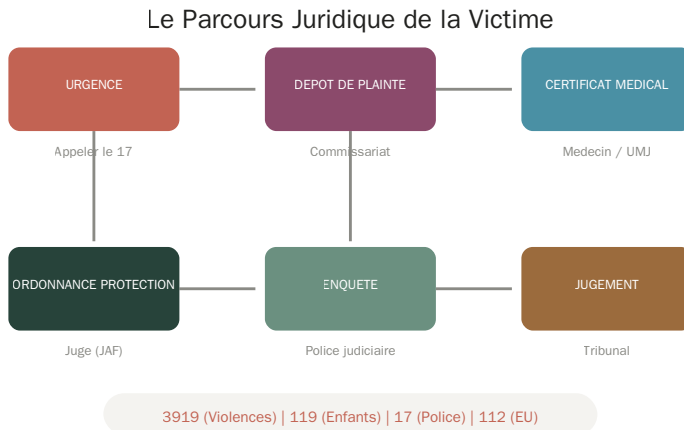 Le Parcours Juridique de la Victime
URGENCE
DEPOT DE PLAINTE
CERTIFICAT MEDICAL
Appeler le 17
Commissariat
Medecin / UMJ
ORDONNANCE PROTECTION
ENQUETE
JUGEMENT
Juge (JAF)
Police judiciaire
Tribunal
3919 (Violences) | 119 (Enfants) | 17 (Police) | 112 (EU)